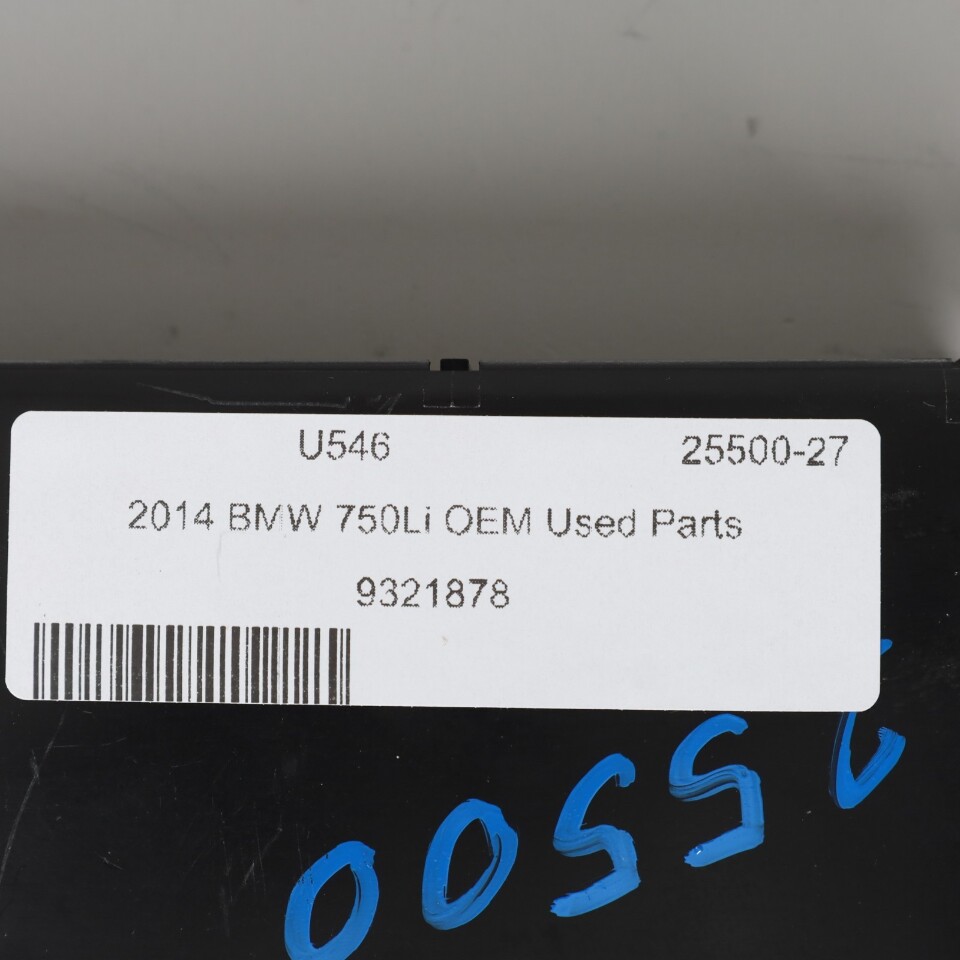 U546 25500-27
2014 BMW 750Li OEM Used Parts
9321878
25500